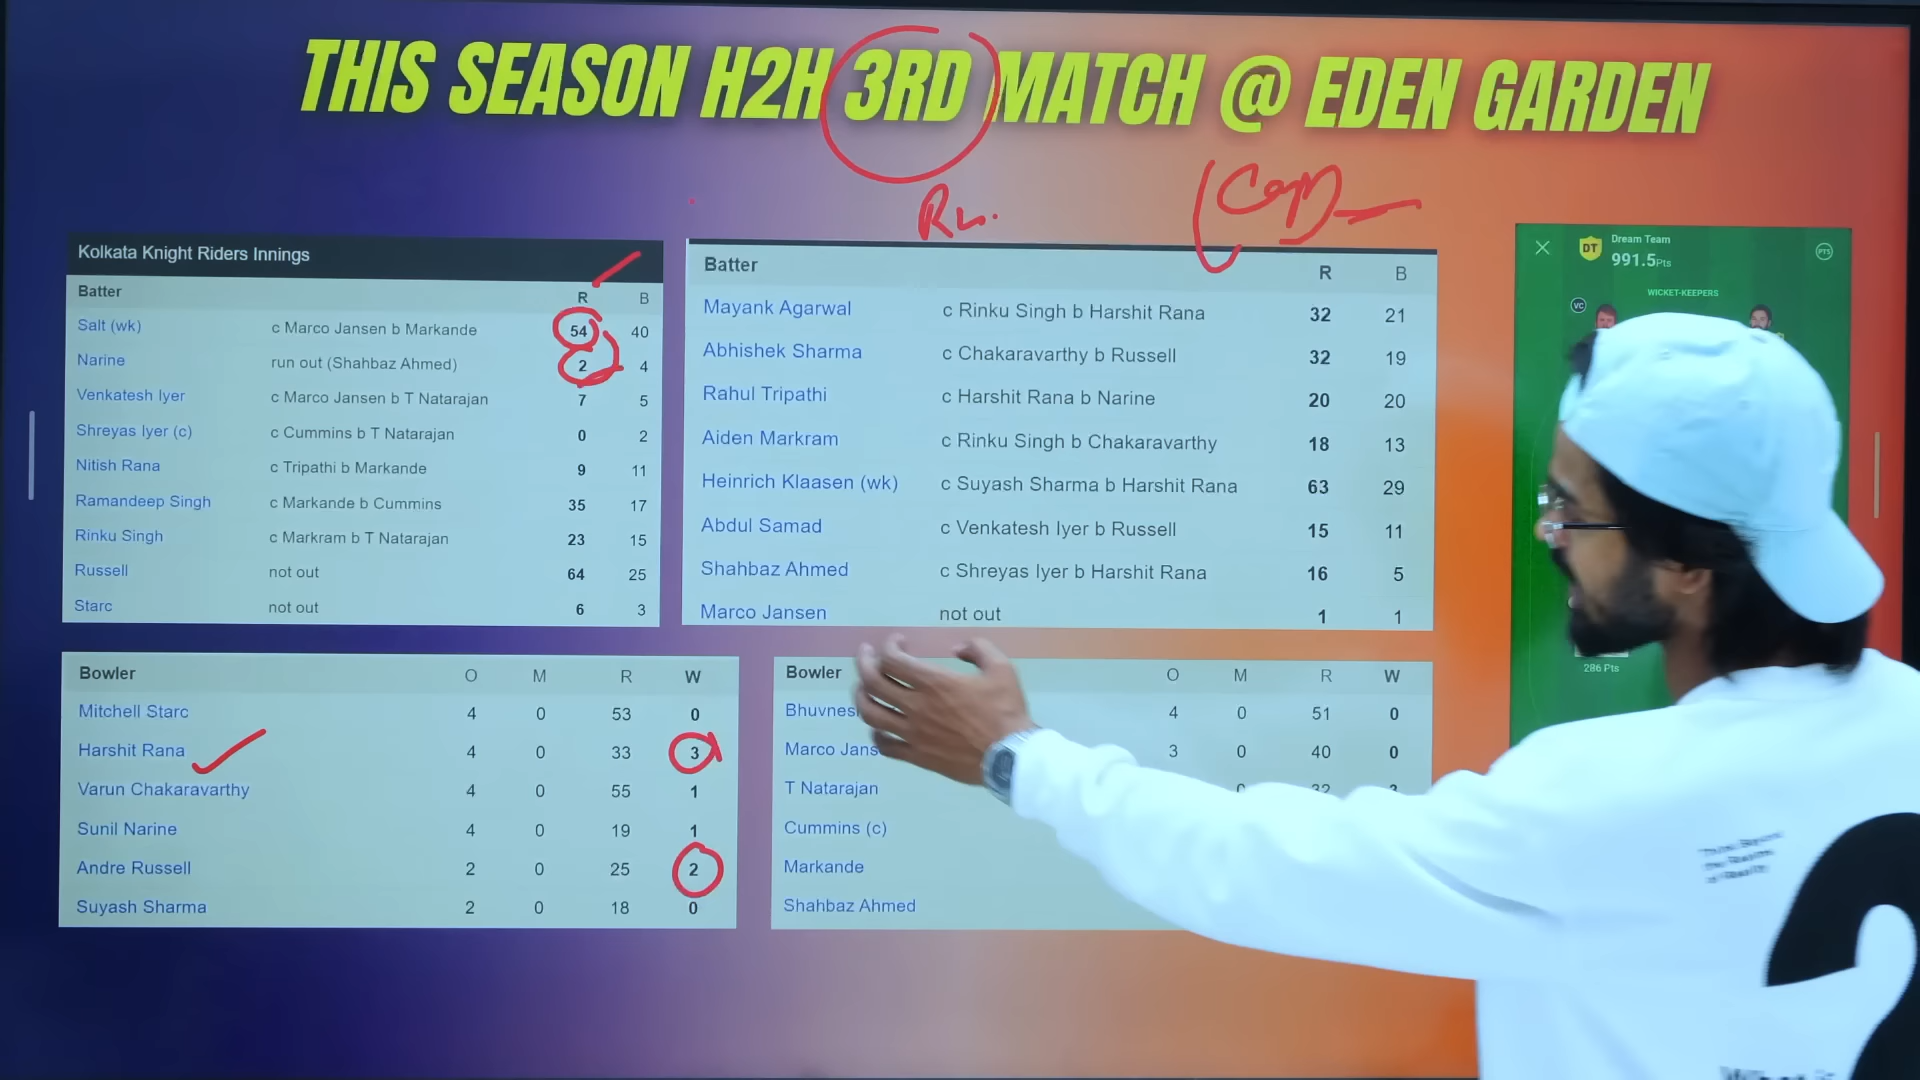 THIS SEASON H2H 3RD MATCH @ EDEN GARDEN
Kolkata Knight Riders Innings
Batter R B
Salt (wk) c Marco Jansen b Markande 54 40
Narine run out (Shahbaz Ahmed) 2 4
Venkatesh Iyer c Marco Jansen b T Natarajan 7 5
Shreyas Iyer (c) c Cummins b T Natarajan 0 2
Nitish Rana c Tripathi b Markande 9 11
Ramandeep Singh c Markande b Cummins 35 17
Rinku Singh c Markram b T Natarajan 23 15
Russell not out 64 25
Starc not out 6 3
Batter R B
Mayank Agarwal c Rinku Singh b Harshit Rana 32 21
Abhishek Sharma c Chakaravarthy b Russell 32 19
Rahul Tripathi c Harshit Rana b Narine 20 20
Aiden Markram c Rinku Singh b Chakaravarthy 18 13
Heinrich Klaasen (wk) c Suyash Sharma b Harshit Rana 63 29
Abdul Samad c Venkatesh Iyer b Russell 15 11
Shahbaz Ahmed c Shreyas Iyer b Harshit Rana 16 5
Marco Jansen not out 1 1
DT Dream Team PTS
991.5Pts
WICKET-KEEPERS
VC
286 Pts
Bowler O M R W
Mitchell Starc 4 0 53 0
Harshit Rana 4 0 33 3
Varun Chakaravarthy 4 0 55 1
Sunil Narine 4 0 19 1
Andre Russell 2 0 25 2
Suyash Sharma 2 0 18 0
Bowler O M R W
4 0 51 0
Marco 3 0 40 0
T Natarajan
Cummins (c)
Markande
Shahbaz Ahmed